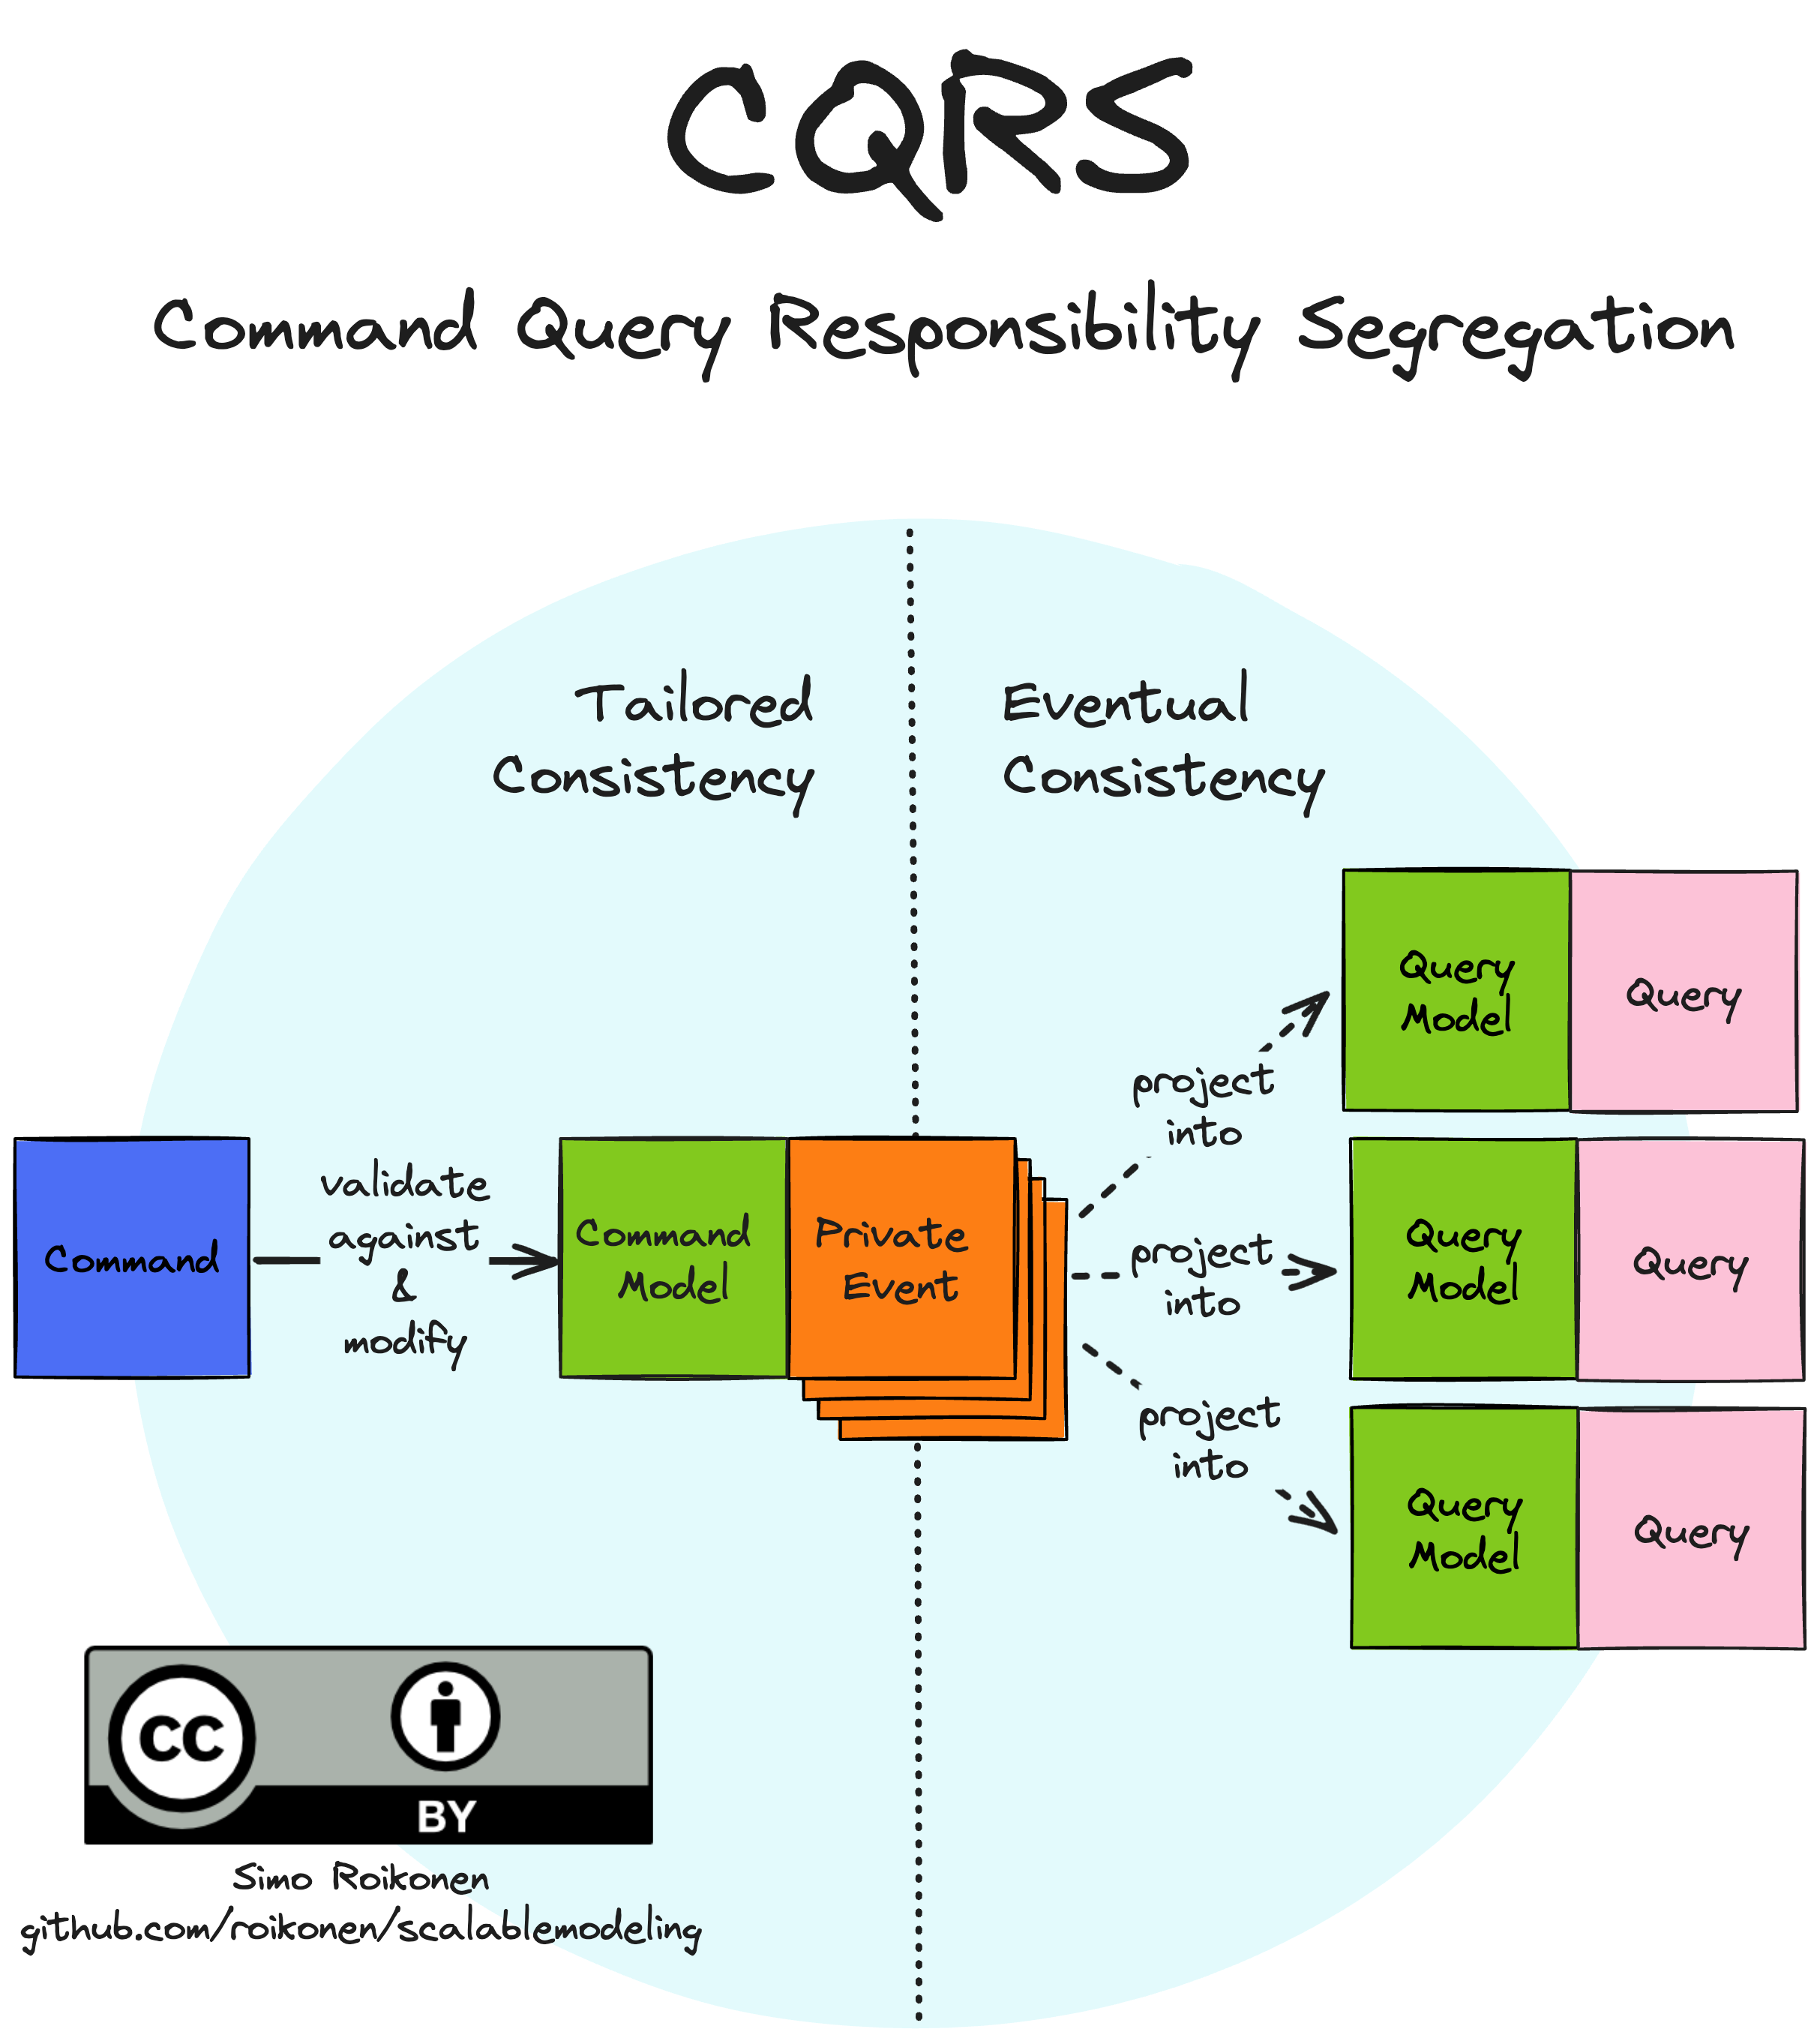 CQRS
Command Query Responsibility Segregation
Tailored
Consistency
Eventual
Consistency
Command
validate
against
&
modify
Command
Model
Private
Event
project
into
project
into
project
into
Query
Model
Query
Query
Model
Query
Query
Model
Query
CC
BY
Simo Roikonen
github.com/roikonen/scalablemodeling